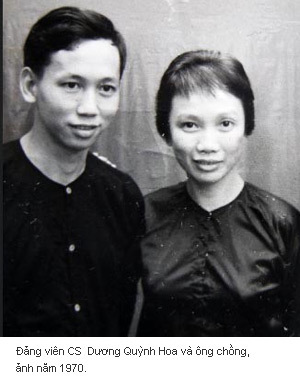 Đảng viên CS  Dương Quỳnh Hoa và ông chồng,
ảnh năm 1970.